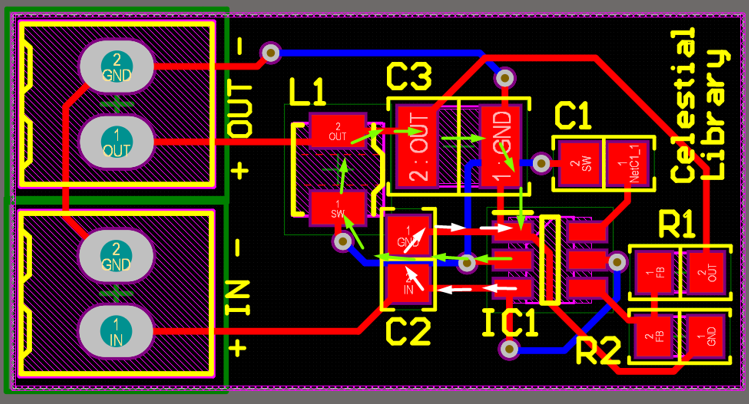 2
GND
1
OUT
−
OUT
+
2
GND
1
IN
−
IN
+
L1
2
OUT
1
SW
C3
2 : OUT
1 : GND
C1
2
SW
1
NetC1_1
Celestial
Library
1
GND
2
IN
C2
IC1
R1
1
FB
2
OUT
R2
2
FB
1
GND